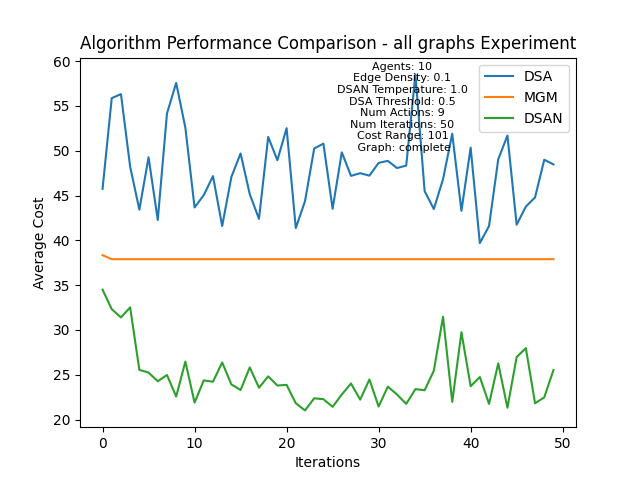 Algorithm Performance Comparison - all graphs Experiment
Agents: 10
Edge Density: 0.1
DSAN Temperature: 1.0
DSA Threshold: 0.5
Num Actions: 9
Num Iterations: 50
Cost Range: 101
Graph: complete
DSA
MGM
DSAN
Average Cost
60
55
50
45
40
35
30
25
20
0 10 20 30 40 50
Iterations